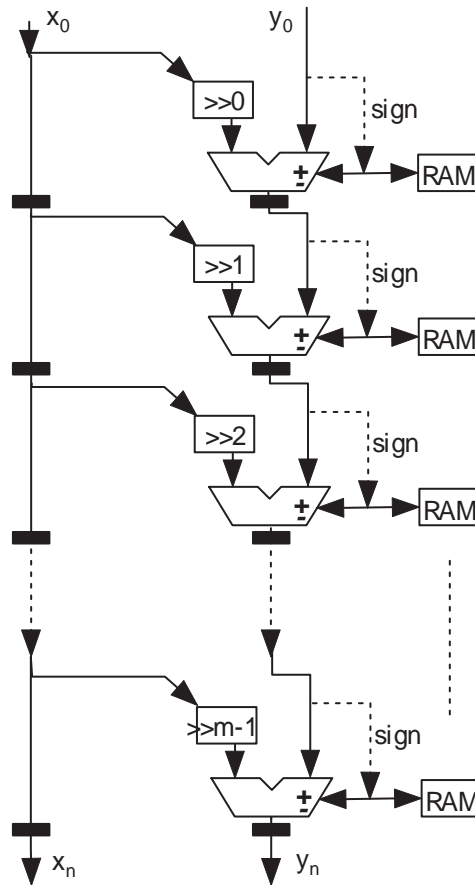 x0 y0
>>0
sign
±
RAM
>>1
sign
±
RAM
>>2
sign
±
RAM
>>m-1
sign
±
RAM
xn yn